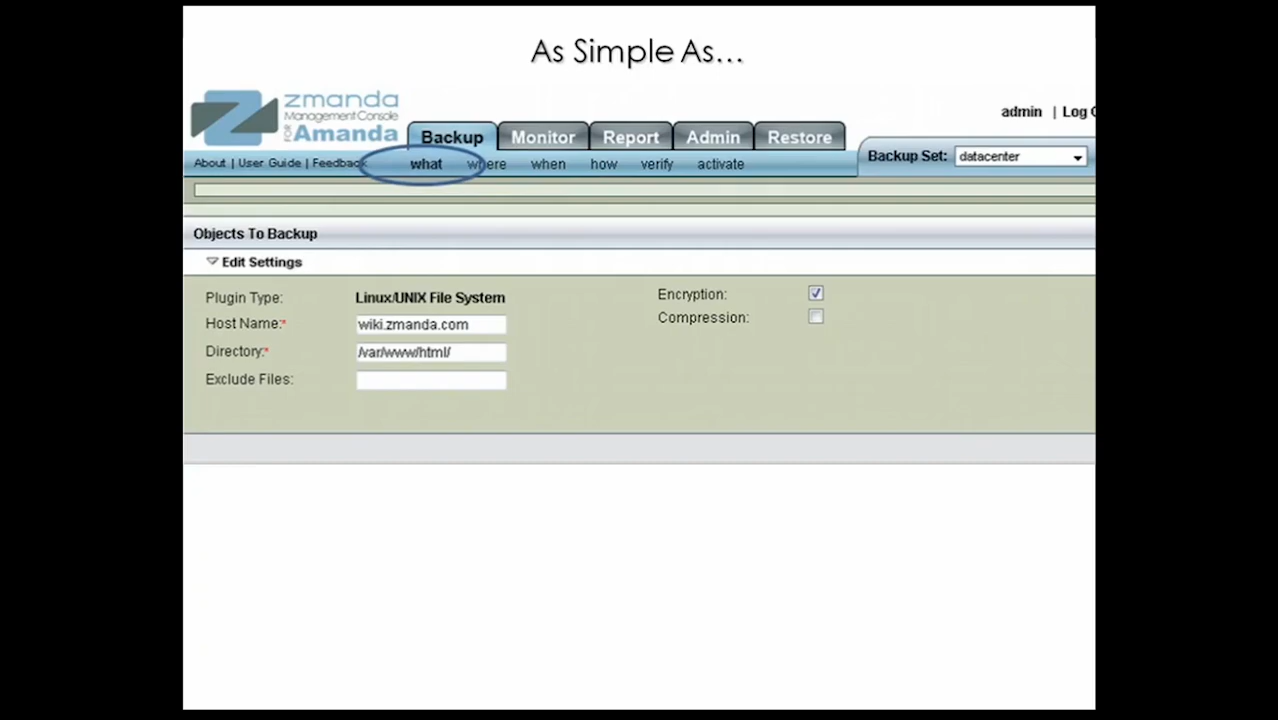 As Simple As...
zmanda
Management Console
FOR Amanda
admin | Log
Backup Monitor Report Admin Restore
About | User Guide | Feedback what where when how verify activate
Backup Set: datacenter
Objects To Backup
Edit Settings
Plugin Type: Linux/UNIX File System
Encryption:
Host Name:* wiki.zmanda.com
Compression:
Directory:* /var/www/html/
Exclude Files: